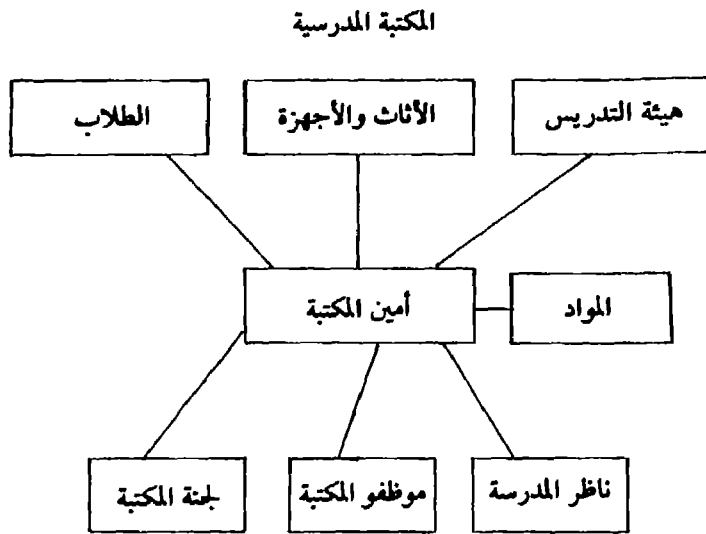 المكتبة المدرسية
هيئة التدريس
الأثاث والأجهزة
الطلاب
المواد
أمين المكتبة
ناظر المدرسة
موظفو المكتبة
لجنة المكتبة